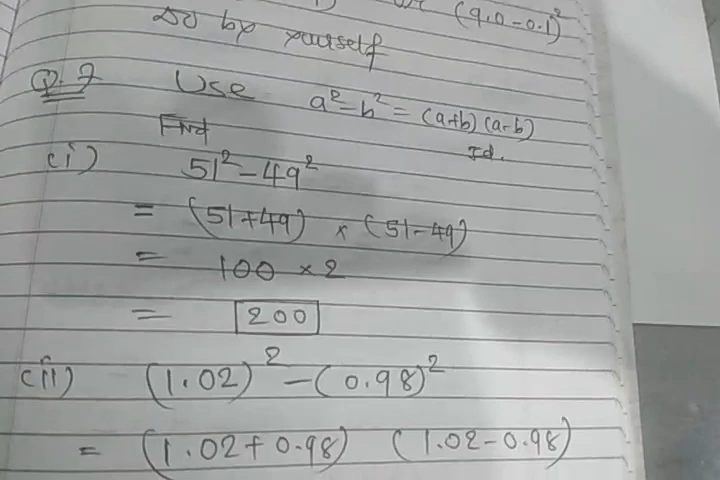 (9.0-0.1)²
Do by yourself
Q.7 Use a²-b² = (a+b) (a-b)
Find Id.
(i) 51²-49²
= (51+49) × (51-49)
= 100 × 2
= 200
(ii) (1.02)² - (0.98)²
= (1.02+0.98) (1.02-0.98)